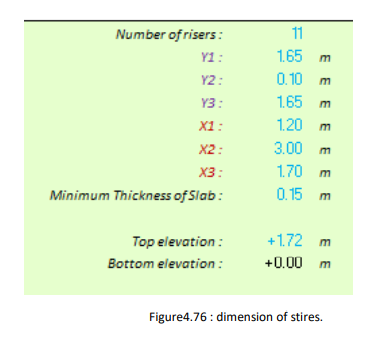 Number of risers : 11
Y1 : 1.65 m
Y2 : 0.10 m
Y3 : 1.65 m
X1 : 1.20 m
X2 : 3.00 m
X3 : 1.70 m
Minimum Thickness of Slab : 0.15 m
Top elevation : +1.72 m
Bottom elevation : +0.00 m
Figure4.76 : dimension of stires.